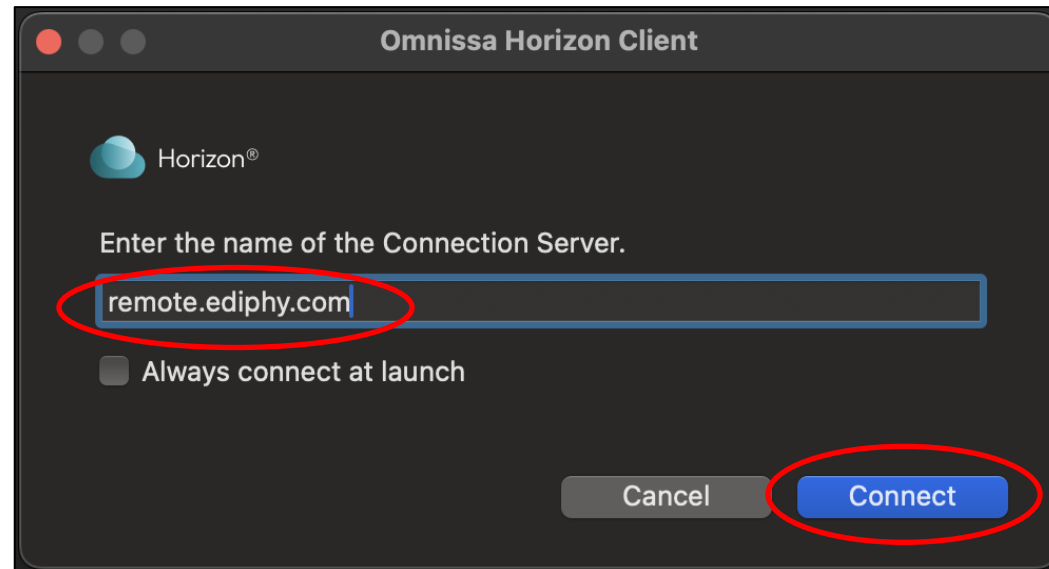 Omnissa Horizon Client
Horizon®
Enter the name of the Connection Server.
remote.ediphy.com
Always connect at launch
Cancel Connect